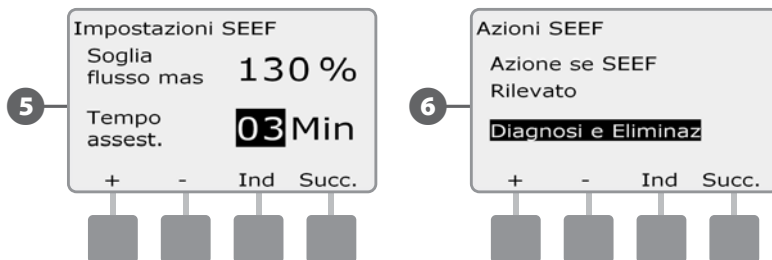 5
Impostazioni SEEF
Soglia
flusso mas 130 %
Tempo
assest. 03 Min
+ - Ind Succ.
6
Azioni SEEF
Azione se SEEF
Rilevato
Diagnosi e Eliminaz
+ - Ind Succ.